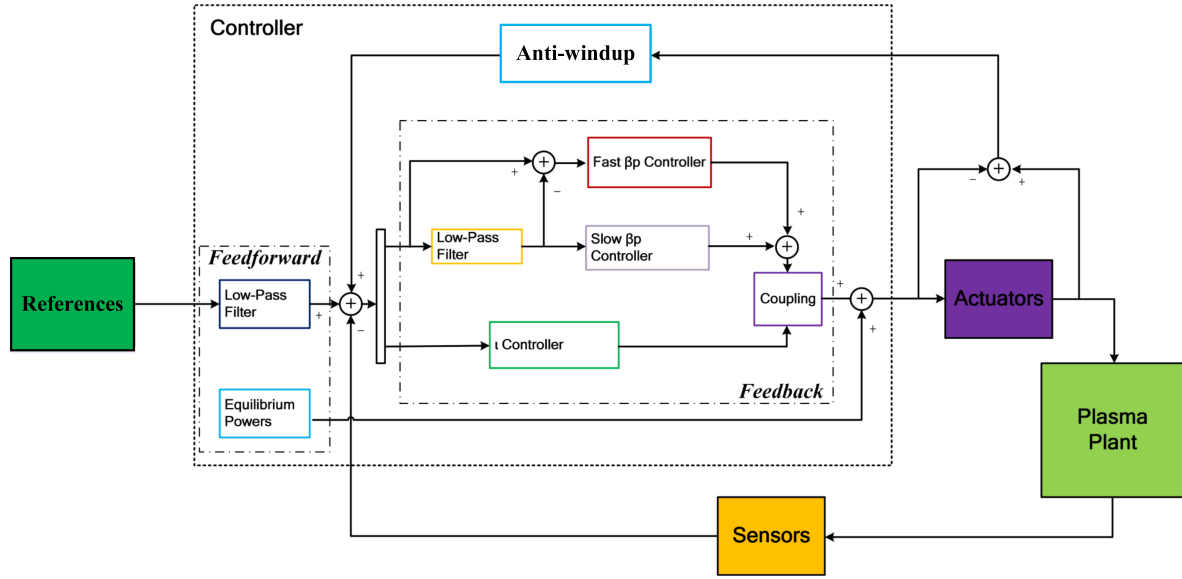 Controller
Anti-windup
+
Fast βp Controller
+
−
−
+
+
Feedforward
Low-Pass
Filter
Slow βp
Controller
+
+
References
Low-Pass
Filter
+
+
−
Coupling
+
+
Actuators
ι Controller
Feedback
Equilibrium
Powers
Plasma
Plant
Sensors